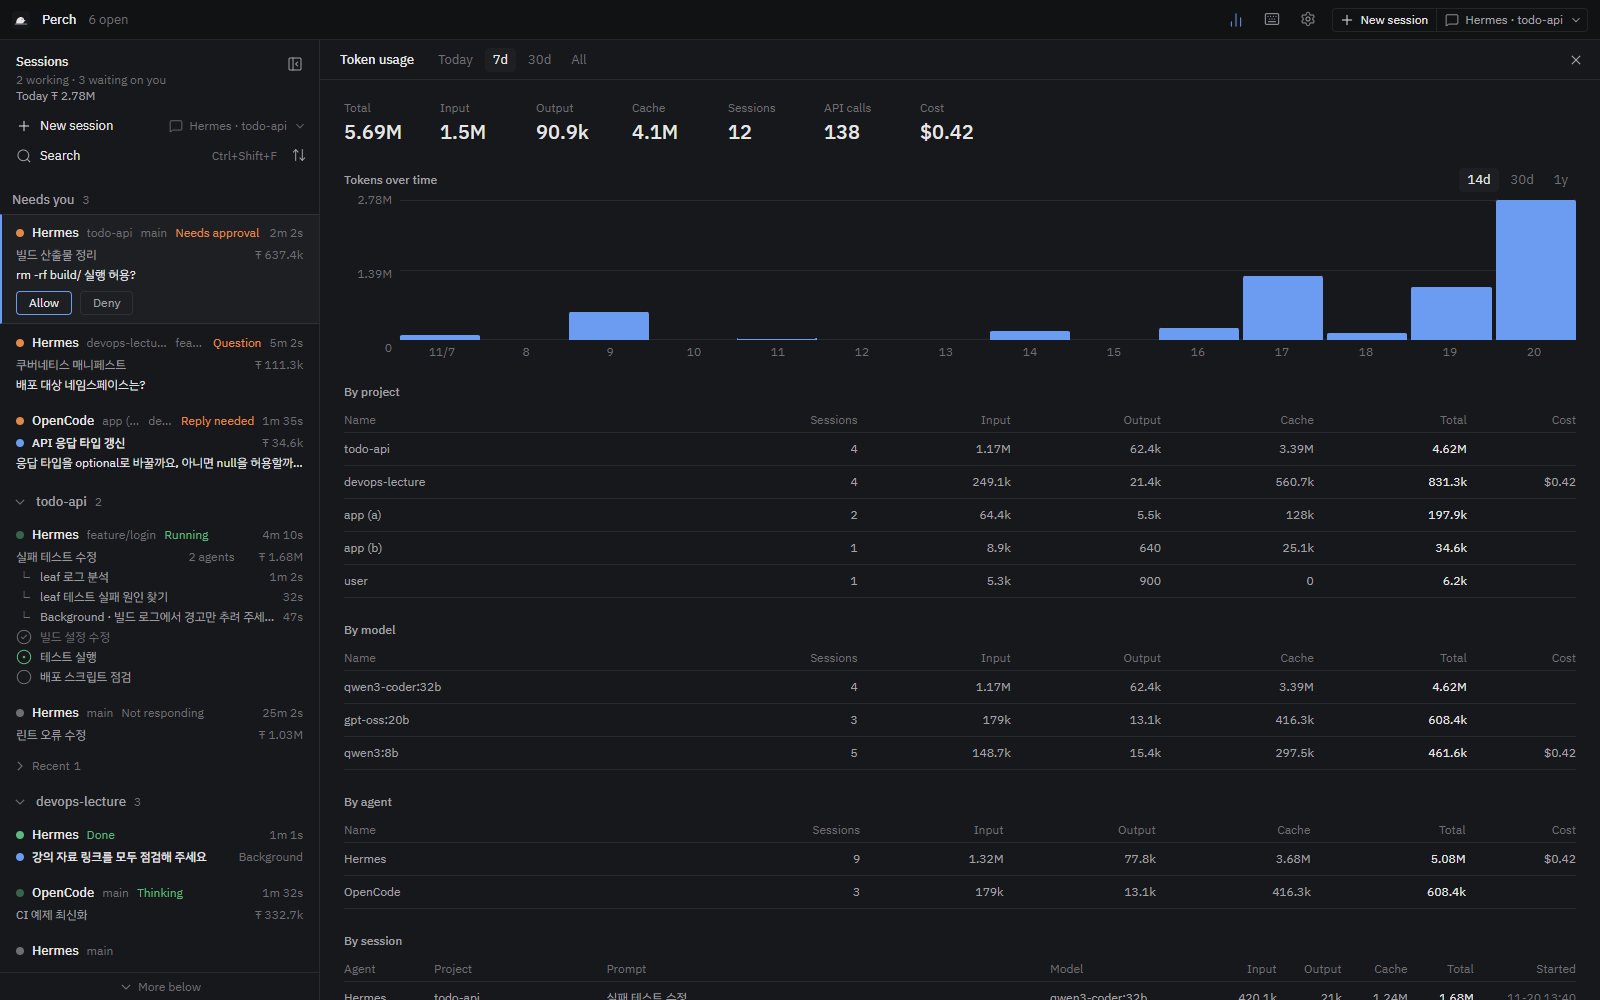 Perch 6 open
New session Hermes · todo-api
Sessions
2 working · 3 waiting on you
Today Ŧ 2.78M
New session Hermes · todo-api
Search Ctrl+Shift+F
Needs you 3
Hermes todo-api main Needs approval 2m 2s
빌드 산출물 정리 Ŧ 637.4k
rm -rf build/ 실행 허용?
Allow Deny
Hermes devops-lectu… fea… Question 5m 2s
쿠버네티스 매니페스트 Ŧ 111.3k
배포 대상 네임스페이스는?
OpenCode app (… de… Reply needed 1m 35s
API 응답 타입 갱신 Ŧ 34.6k
응답 타입을 optional로 바꿀까요, 아니면 null을 허용할까…
todo-api 2
Hermes feature/login Running 4m 10s
실패 테스트 수정 2 agents Ŧ 1.68M
leaf 로그 분석 1m 2s
leaf 테스트 실패 원인 찾기 32s
Background · 빌드 로그에서 경고만 추려 주세… 47s
빌드 설정 수정
테스트 실행
배포 스크립트 점검
Hermes main Not responding 25m 2s
린트 오류 수정 Ŧ 1.03M
Recent 1
devops-lecture 3
Hermes Done 1m 1s
강의 자료 링크를 모두 점검해 주세요 Background
OpenCode main Thinking 1m 32s
CI 예제 최신화 Ŧ 332.7k
Hermes main
More below
Token usage Today 7d 30d All
Total Input Output Cache Sessions API calls Cost
5.69M 1.5M 90.9k 4.1M 12 138 $0.42
Tokens over time 14d 30d 1y
2.78M
1.39M
0
11/7 8 9 10 11 12 13 14 15 16 17 18 19 20
By project
Name Sessions Input Output Cache Total Cost
todo-api 4 1.17M 62.4k 3.39M 4.62M
devops-lecture 4 249.1k 21.4k 560.7k 831.3k $0.42
app (a) 2 64.4k 5.5k 128k 197.9k
app (b) 1 8.9k 640 25.1k 34.6k
user 1 5.3k 900 0 6.2k
By model
Name Sessions Input Output Cache Total Cost
qwen3-coder:32b 4 1.17M 62.4k 3.39M 4.62M
gpt-oss:20b 3 179k 13.1k 416.3k 608.4k
qwen3:8b 5 148.7k 15.4k 297.5k 461.6k $0.42
By agent
Name Sessions Input Output Cache Total Cost
Hermes 9 1.32M 77.8k 3.68M 5.08M $0.42
OpenCode 3 179k 13.1k 416.3k 608.4k
By session
Agent Project Prompt Model Input Output Cache Total Started
Hermes todo-api 실패 테스트 수정 qwen3-coder:32b 420.1k 21k 1.24M 1.68M 11-20 13:40